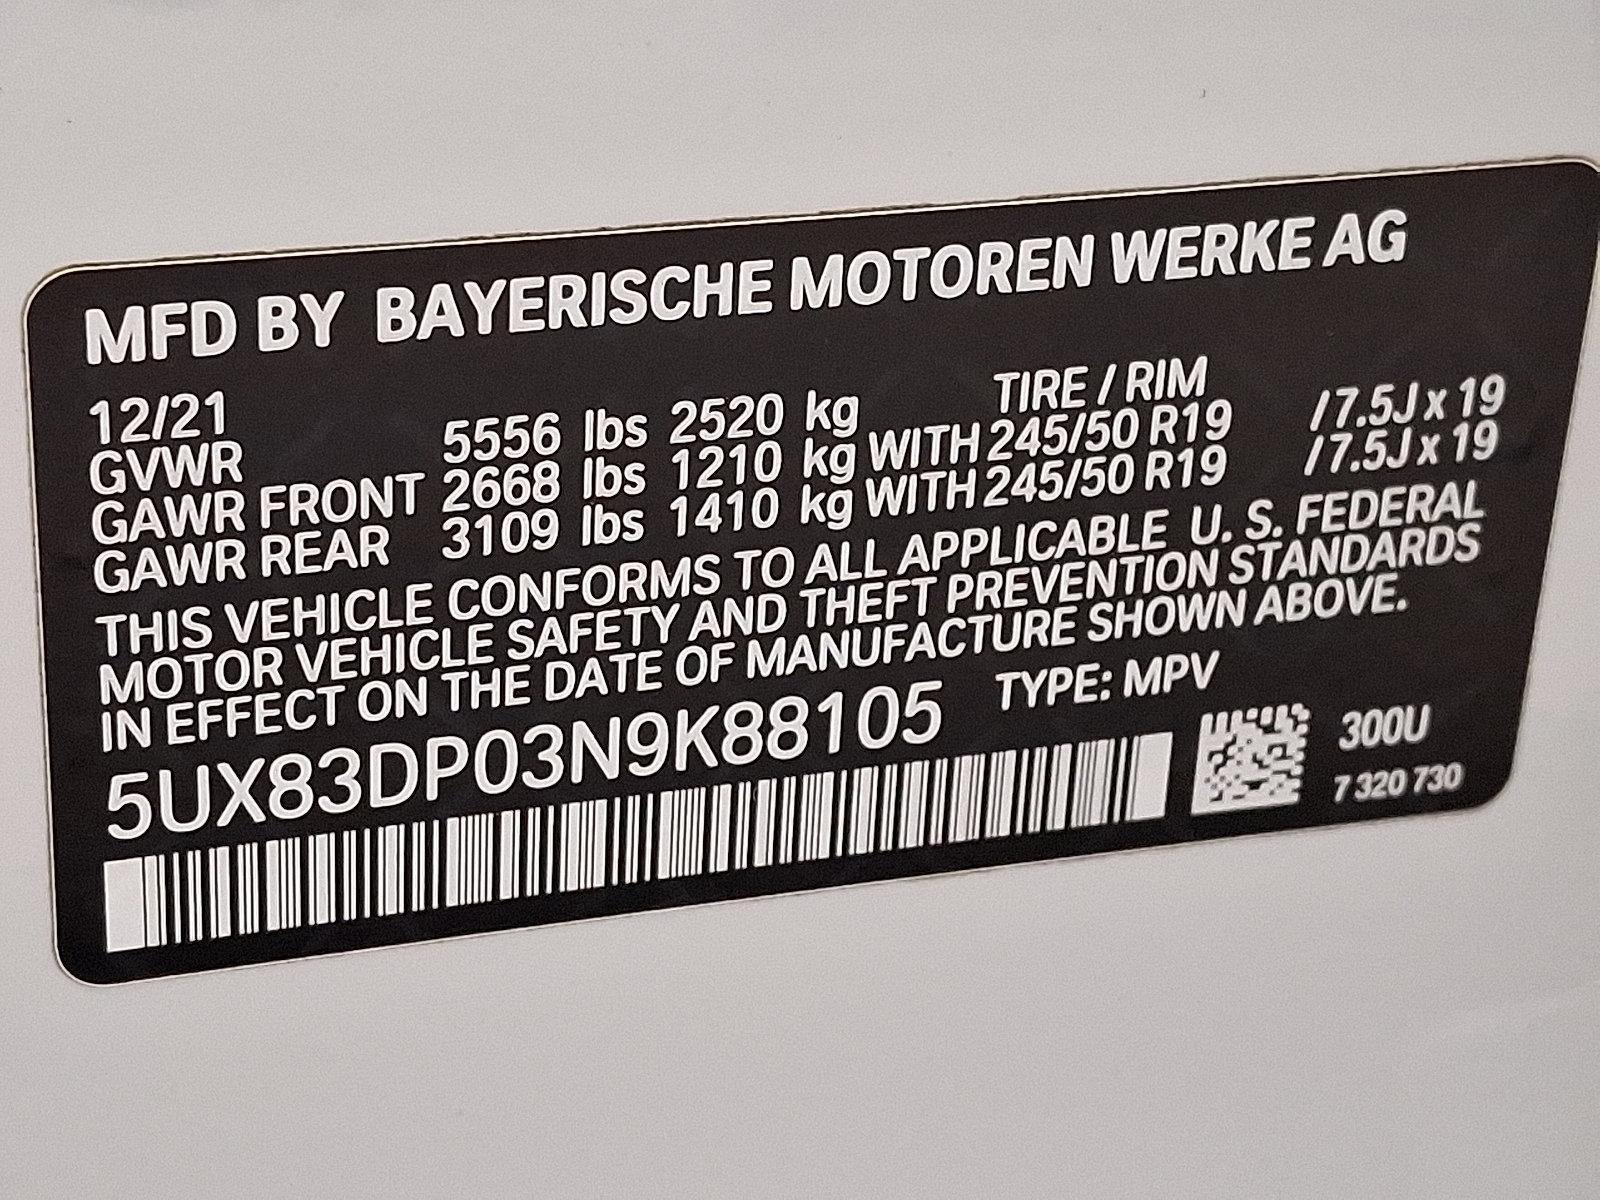 MFD BY BAYERISCHE MOTOREN WERKE AG
12/21 TIRE / RIM
GVWR 5556 lbs 2520 kg
GAWR FRONT 2668 lbs 1210 kg WITH 245/50 R19 /7.5J x 19
GAWR REAR 3109 lbs 1410 kg WITH 245/50 R19 /7.5J x 19
THIS VEHICLE CONFORMS TO ALL APPLICABLE U. S. FEDERAL
MOTOR VEHICLE SAFETY AND THEFT PREVENTION STANDARDS
IN EFFECT ON THE DATE OF MANUFACTURE SHOWN ABOVE.
5UX83DP03N9K88105 TYPE: MPV
300U
7 320 730